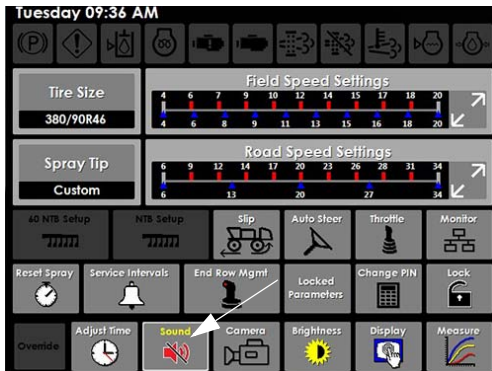 Tuesday 09:36 AM
(P)
Tire Size
380/90R46
Field Speed Settings
4 6 7 9 10 12 14 15 17 18 20
4 6 8 9 11 13 15 16 18 20
Spray Tip
Custom
Road Speed Settings
6 9 12 14 17 20 23 26 28 31 34
6 13 20 27 34
60 NTB Setup
NTB Setup
Slip
Auto Steer
Throttle
Monitor
Reset Spray
Service Intervals
End Row Mgmt
Locked
Parameters
Change PIN
Lock
Override
Adjust Time
Sound
Camera
Brightness
Display
Measure